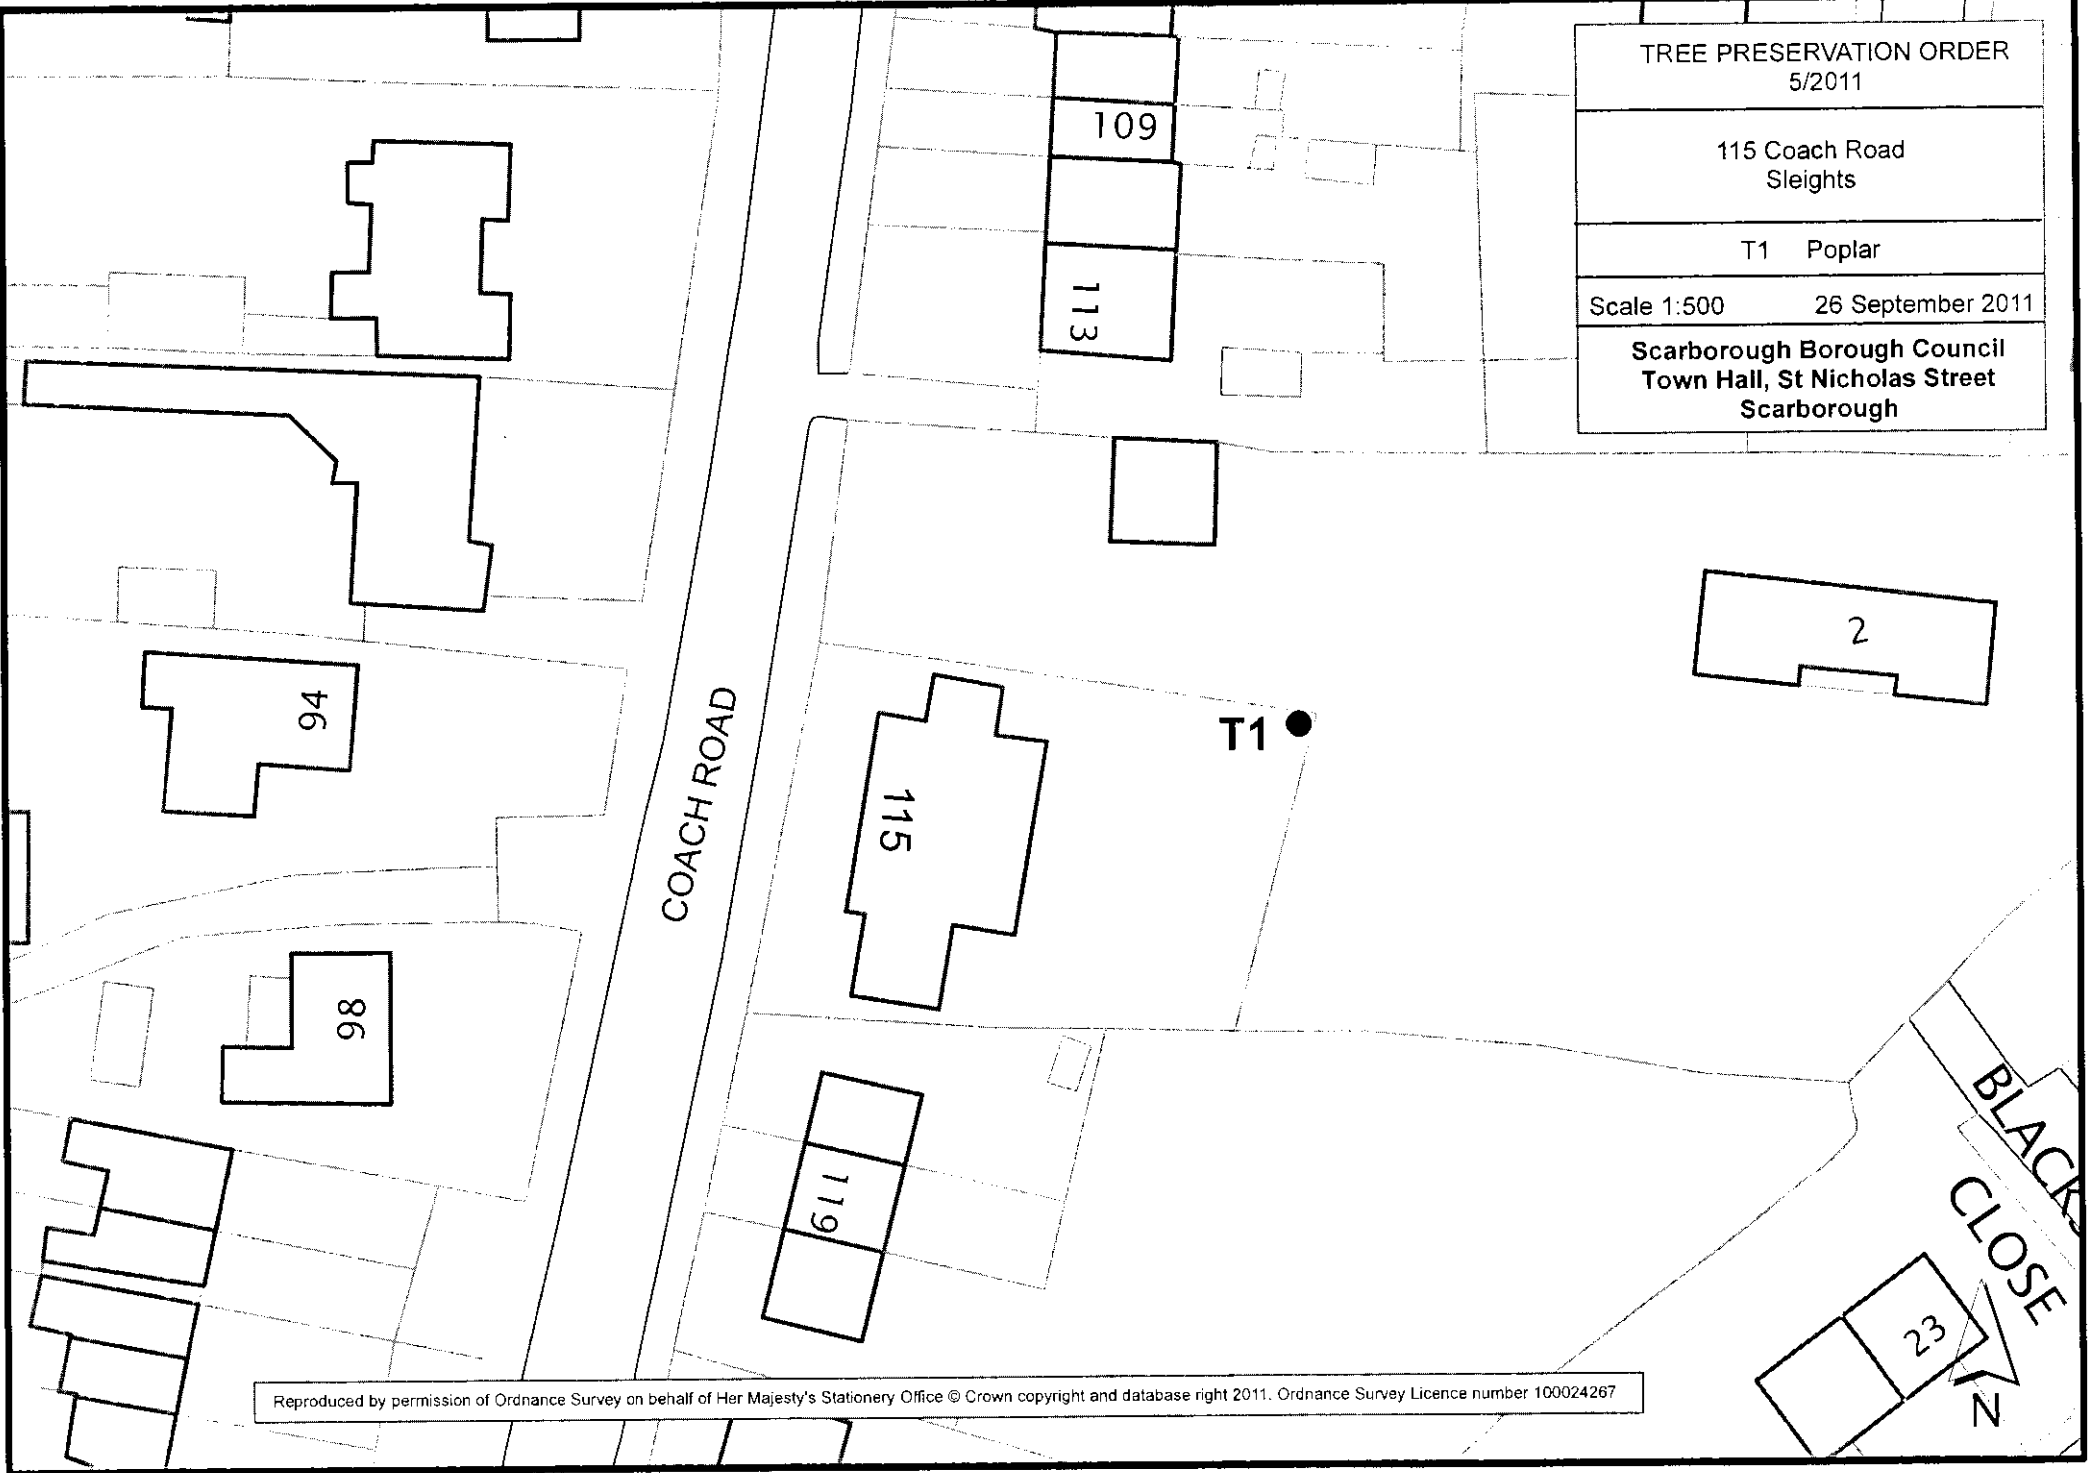 TREE PRESERVATION ORDER
5/2011
115 Coach Road
Sleights
T1 Poplar
Scale 1:500 26 September 2011
Scarborough Borough Council
Town Hall, St Nicholas Street
Scarborough
109
113
2
94
COACH ROAD
T1
115
98
119
BLACKS
CLOSE
23
N
Reproduced by permission of Ordnance Survey on behalf of Her Majesty's Stationery Office © Crown copyright and database right 2011. Ordnance Survey Licence number 100024267